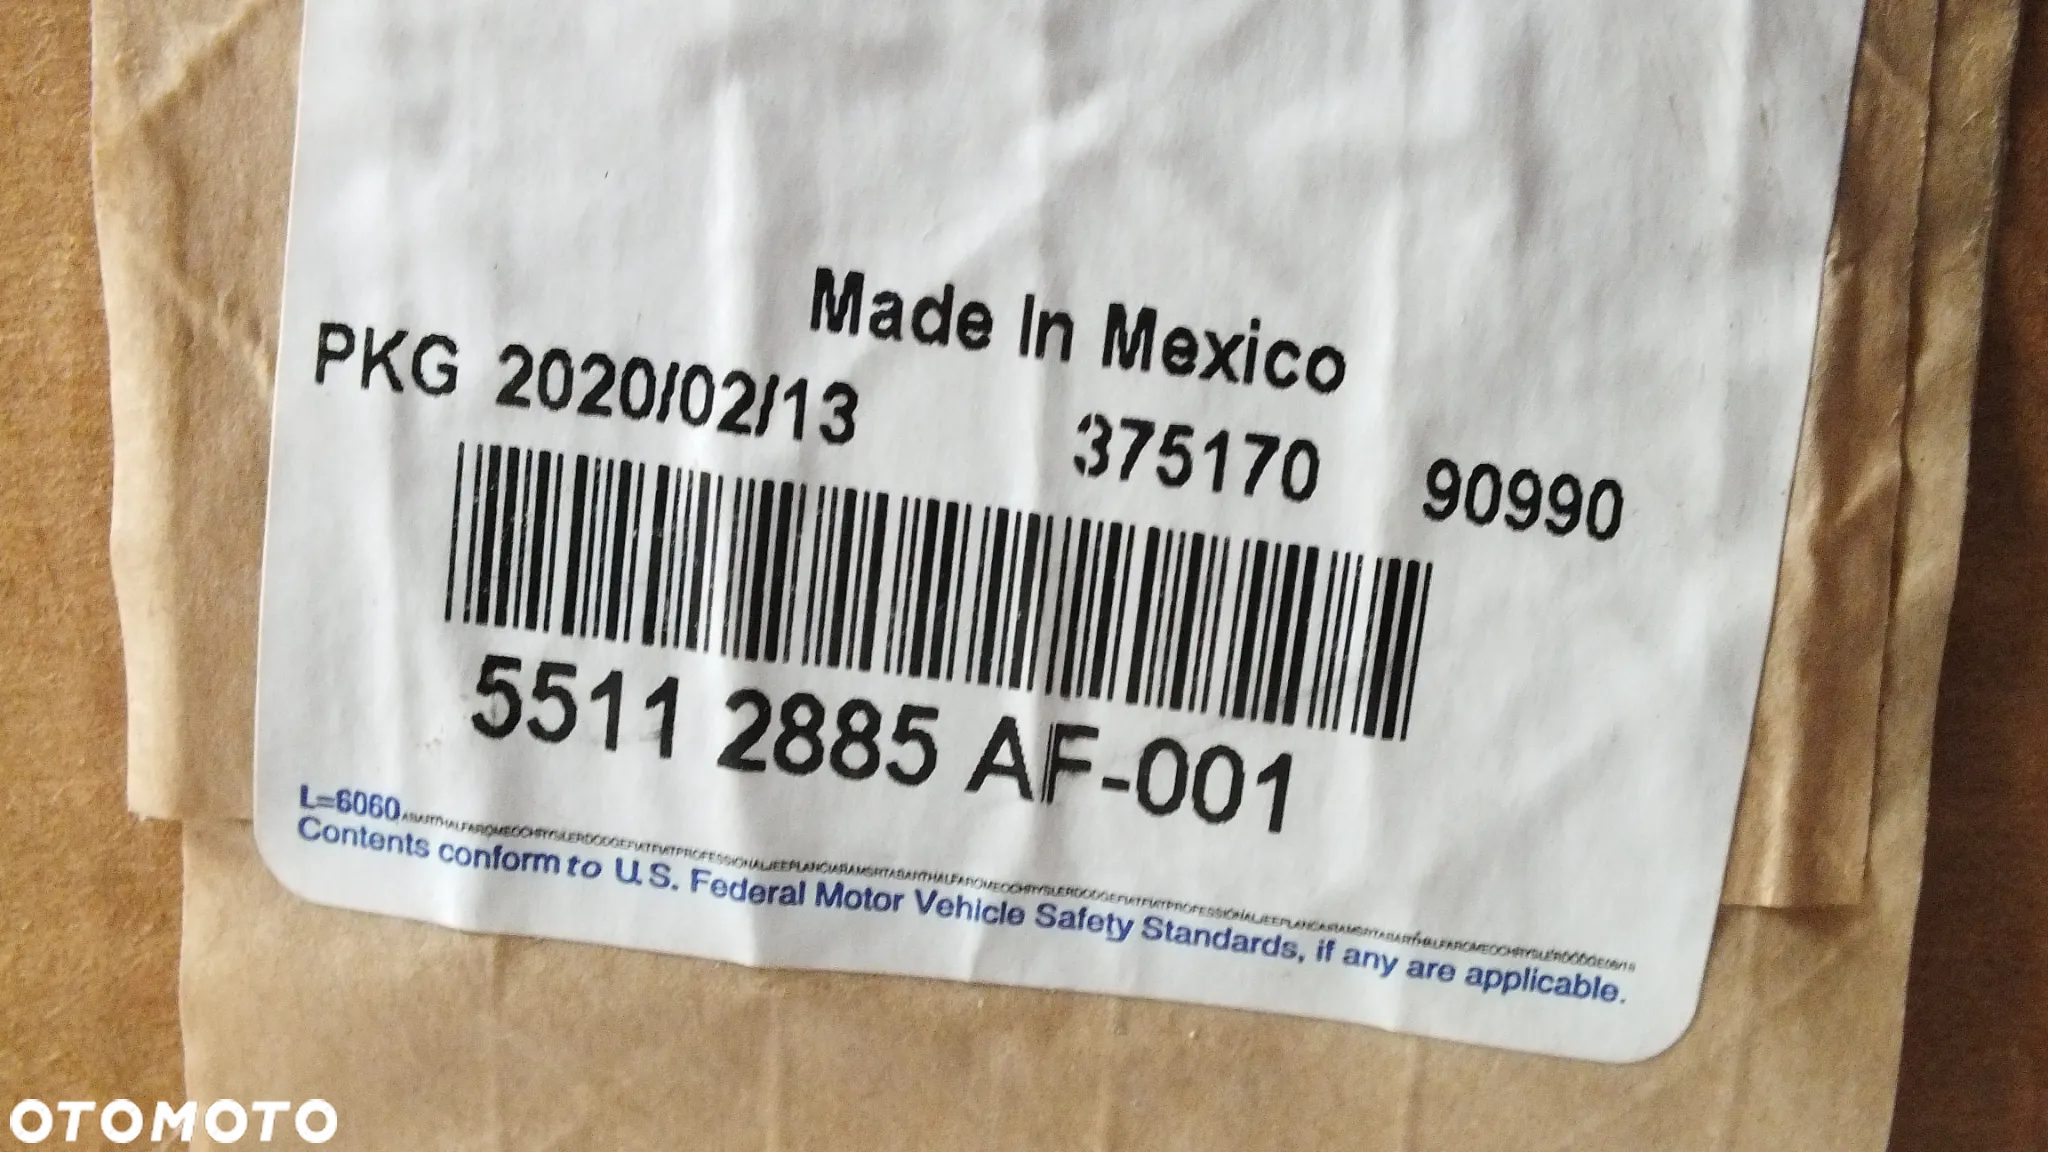 Made In Mexico
PKG 2020/02/13 375170 90990
5511 2885 AF-001
L=6060
Contents conform to U.S. Federal Motor Vehicle Safety Standards, if any are applicable.
OTOMOTO